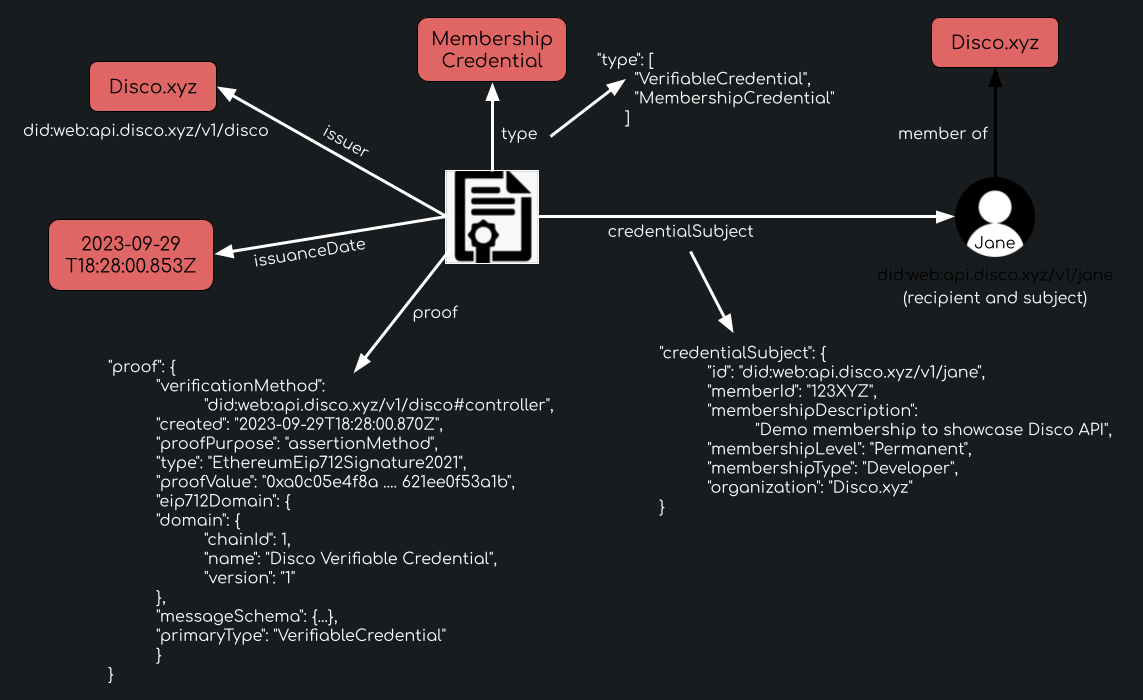 Membership
Credential
Disco.xyz
Disco.xyz
did:web:api.disco.xyz/v1/disco
issuer
type
"type": [
"VerifiableCredential",
"MembershipCredential"
]
member of
2023-09-29
T18:28:00.853Z
issuanceDate
credentialSubject
Jane
did:web:api.disco.xyz/v1/jane
(recipient and subject)
proof
"proof": {
"verificationMethod":
"did:web:api.disco.xyz/v1/disco#controller",
"created": "2023-09-29T18:28:00.870Z",
"proofPurpose": "assertionMethod",
"type": "EthereumEip712Signature2021",
"proofValue": "0xa0c05e4f8a .... 621ee0f53a1b",
"eip712Domain": {
"domain": {
"chainId": 1,
"name": "Disco Verifiable Credential",
"version": "1"
},
"messageSchema": {...},
"primaryType": "VerifiableCredential"
}
}
"credentialSubject": {
"id": "did:web:api.disco.xyz/v1/jane",
"memberId": "123XYZ",
"membershipDescription":
"Demo membership to showcase Disco API",
"membershipLevel": "Permanent",
"membershipType": "Developer",
"organization": "Disco.xyz"
}